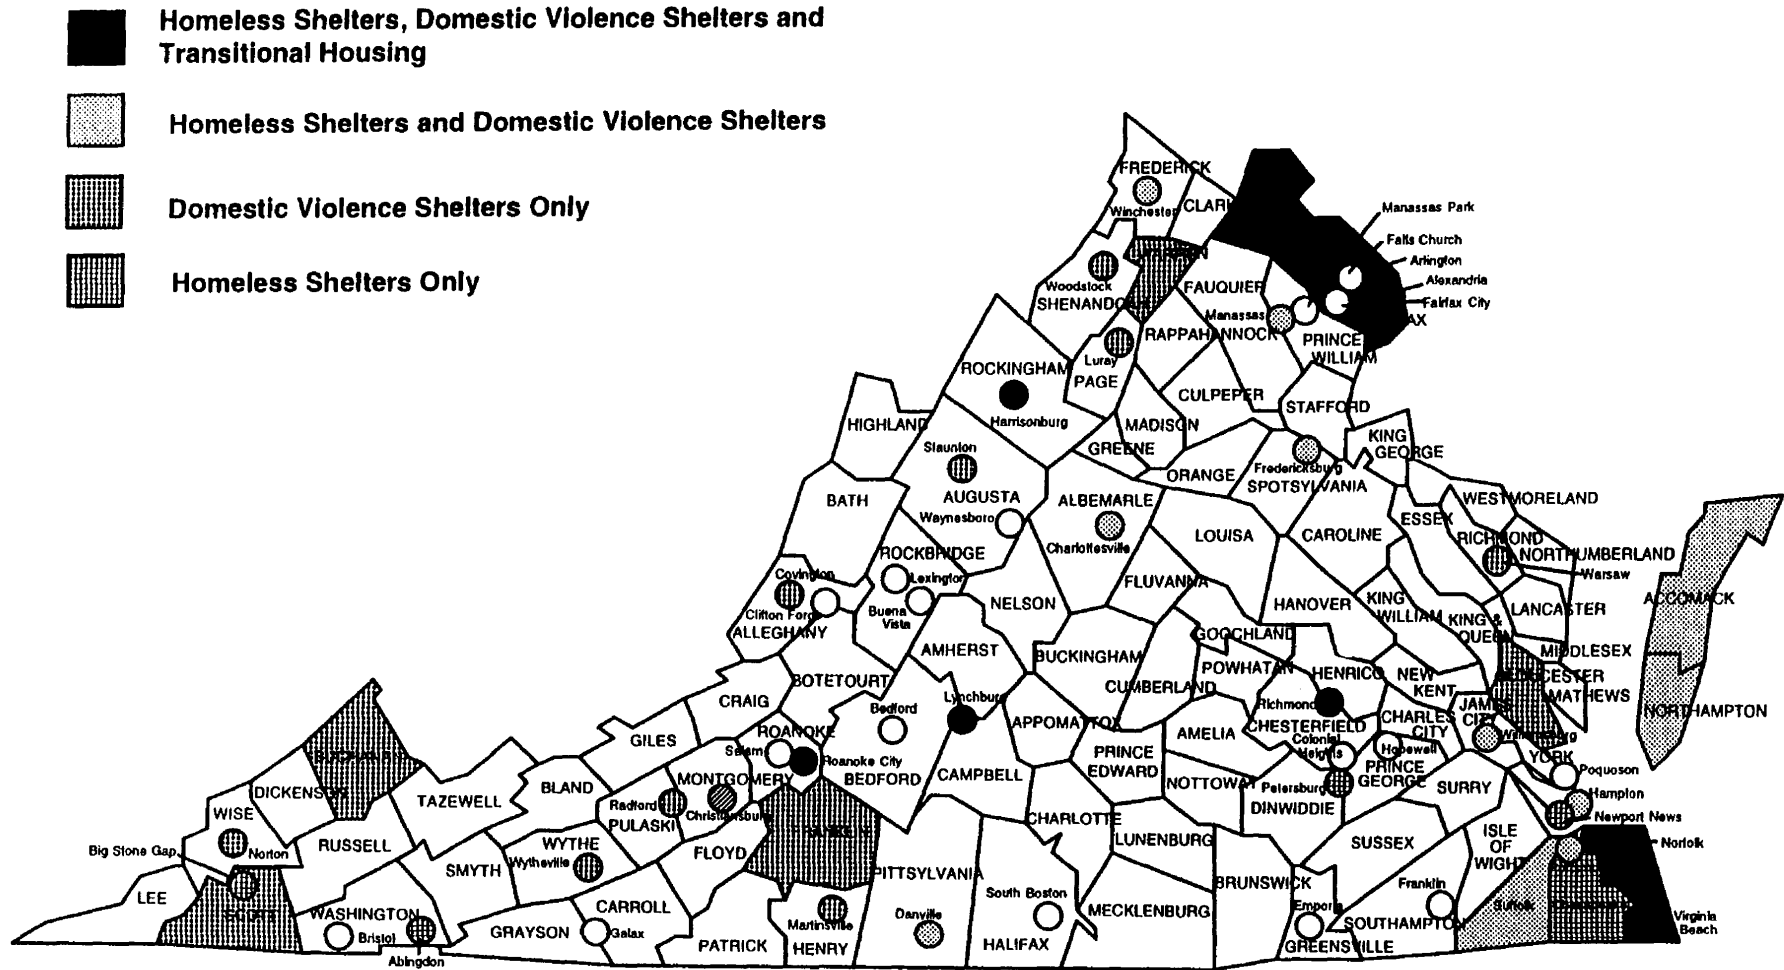 Homeless Shelters, Domestic Violence Shelters and
Transitional Housing
Homeless Shelters and Domestic Violence Shelters
Domestic Violence Shelters Only
Homeless Shelters Only
FREDERICK
Winchester
CLAR
Manassas Park
Falls Church
Arlington
Alexandria
Fairfax City
AX
Woodstock
SHENANDOAH
FAUQUIER
Manassas
RAPPAHANNOCK
PRINCE
WILLIAM
Luray
PAGE
ROCKINGHAM
Harrisonburg
CULPEPER
STAFFORD
HIGHLAND
MADISON
GREENE
KING
GEORGE
Staunton
ORANGE
Fredericksburg
SPOTSYLVANIA
BATH
AUGUSTA
Waynesboro
ALBEMARLE
Charlottesville
LOUISA
CAROLINE
ESSEX
WESTMORELAND
RICHMOND
NORTHUMBERLAND
Warsaw
ROCKBRIDGE
Lexington
Buena
Vista
Covington
Clifton Forge
ALLEGHANY
NELSON
FLUVANNA
HANOVER
KING
WILLIAM
KING &
QUEEN
LANCASTER
ACCOMACK
GOOCHLAND
AMHERST
BUCKINGHAM
POWHATAN
HENRICO
NEW
KENT
MIDDLESEX
GLOUCESTER
MATHEWS
NORTHAMPTON
BOTETOURT
CRAIG
CUMBERLAND
Lynchburg
Bedford
APPOMATTOX
Richmond
CHESTERFIELD
CHARLES
CITY
JAMES
CITY
Williamsburg
YORK
Poquoson
GILES
ROANOKE
Salem
Roanoke City
BEDFORD
CAMPBELL
PRINCE
EDWARD
AMELIA
Colonial
Heights
Hopewell
PRINCE
GEORGE
NOTTOWAY
Petersburg
DINWIDDIE
SURRY
Hampton
Newport News
Norfolk
BUCHANAN
DICKENSON
TAZEWELL
BLAND
MONTGOMERY
Radford
PULASKI
Christiansburg
WISE
Norton
Big Stone Gap
RUSSELL
SMYTH
WYTHE
Wytheville
FLOYD
FRANKLIN
CHARLOTTE
LUNENBURG
SUSSEX
ISLE
OF
WIGHT
LEE
SCOTT
WASHINGTON
Bristol
Abingdon
GRAYSON
CARROLL
Galax
PATRICK
Martinsville
HENRY
PITTSYLVANIA
Danville
South Boston
HALIFAX
MECKLENBURG
BRUNSWICK
Emporia
GREENSVILLE
Franklin
SOUTHAMPTON
Suffolk
Virginia
Beach